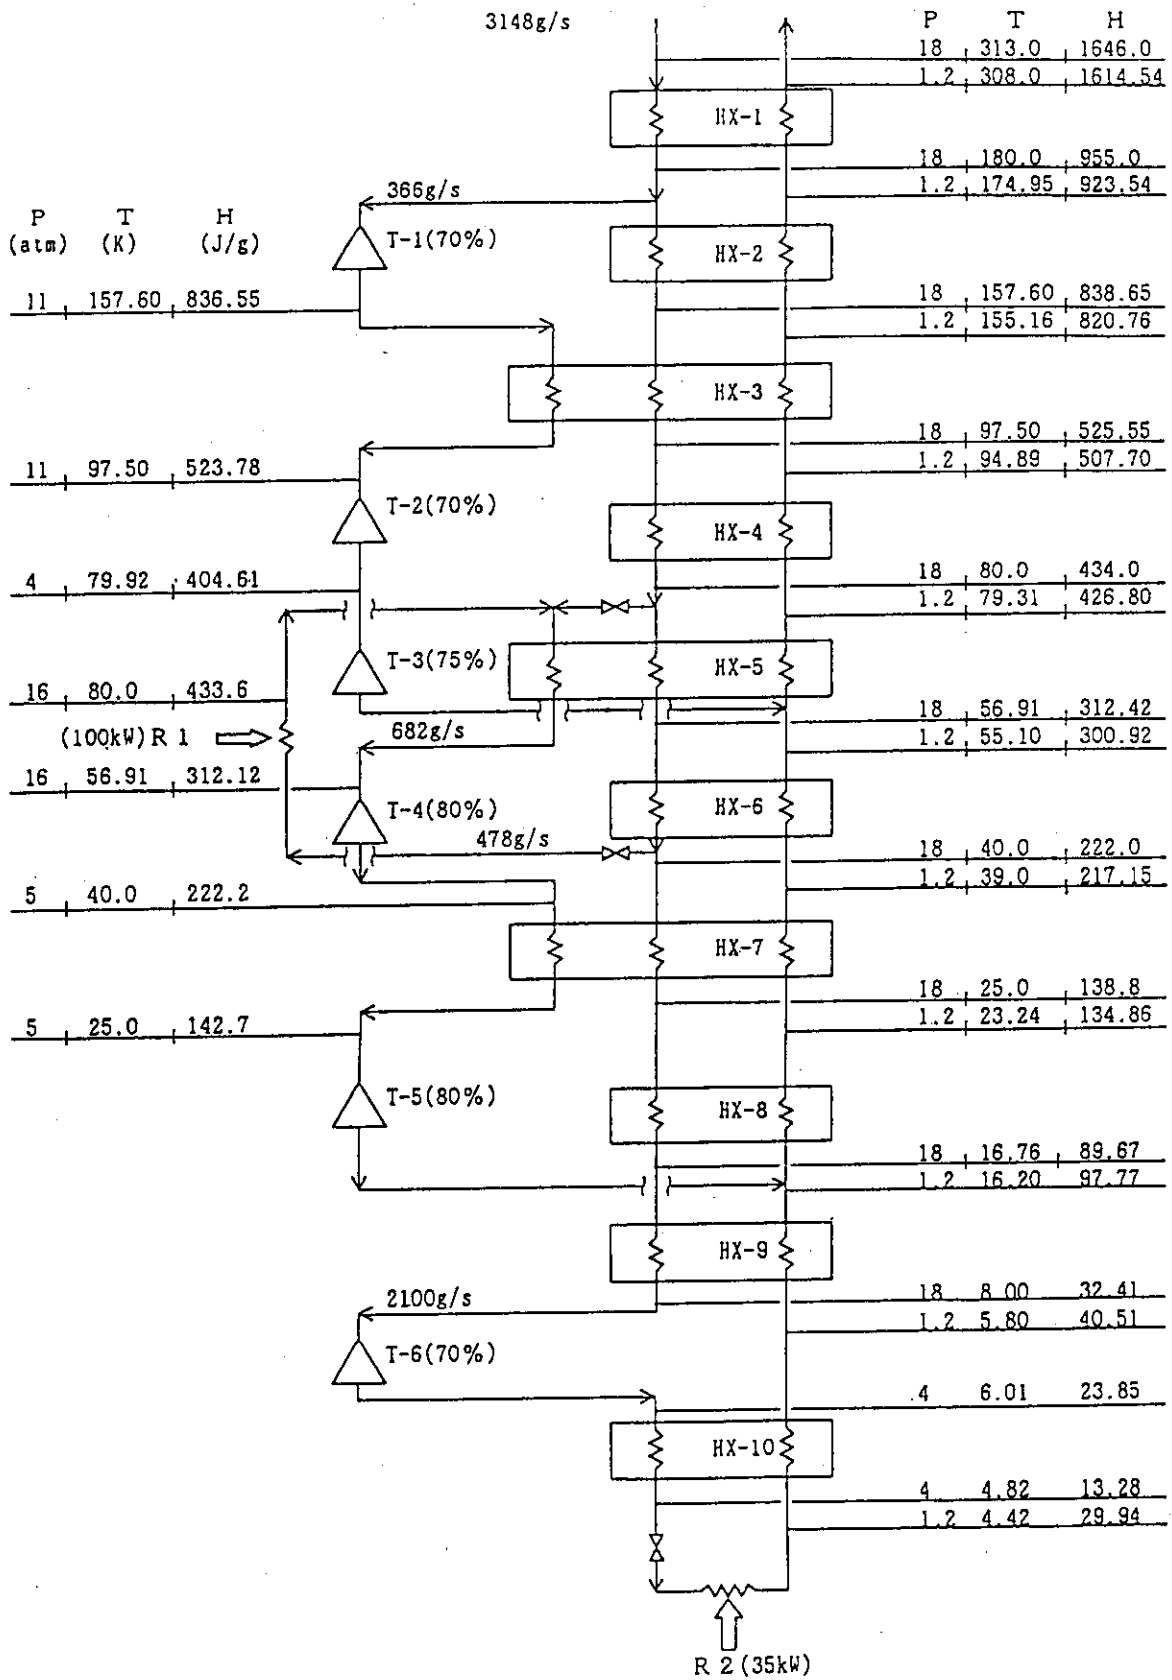 3148g/s
P T H
18 313.0 1646.0
1.2 308.0 1614.54
HX-1
18 180.0 955.0
1.2 174.95 923.54
366g/s
P T H
(atm) (K) (J/g)
T-1(70%)
HX-2
11 157.60 836.55
18 157.60 838.65
1.2 155.16 820.76
HX-3
18 97.50 525.55
1.2 94.89 507.70
11 97.50 523.78
T-2(70%)
HX-4
4 79.92 404.61
18 80.0 434.0
1.2 79.31 426.80
T-3(75%)
HX-5
16 80.0 433.6
18 56.91 312.42
1.2 55.10 300.92
(100kW) R 1
682g/s
16 56.91 312.12
T-4(80%)
HX-6
478g/s
18 40.0 222.0
1.2 39.0 217.15
5 40.0 222.2
HX-7
18 25.0 138.8
1.2 23.24 134.86
5 25.0 142.7
T-5(80%)
HX-8
18 16.76 89.67
1.2 16.20 97.77
HX-9
2100g/s
18 8.00 32.41
1.2 5.80 40.51
T-6(70%)
4 6.01 23.85
HX-10
4 4.82 13.28
1.2 4.42 29.94
R 2 (35kW)